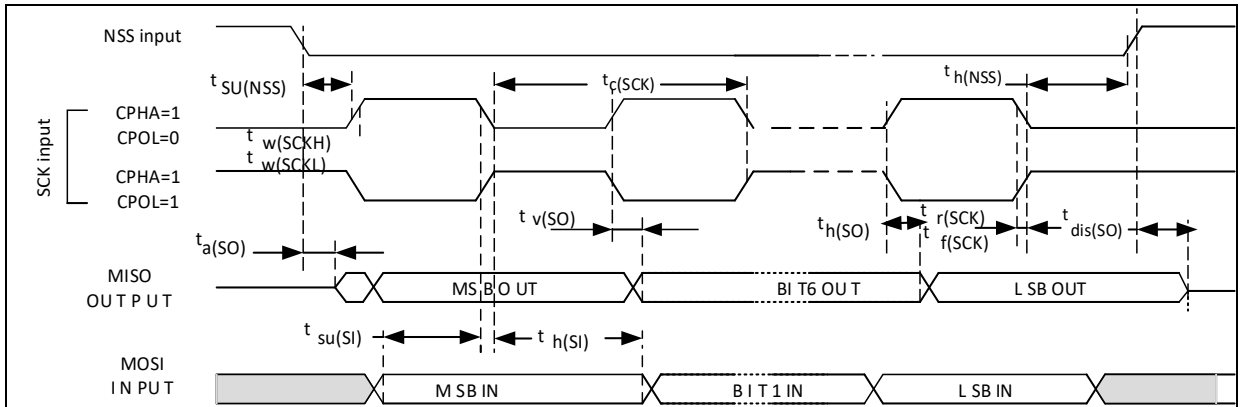 NSS input
t SU(NSS)
t c(SCK)
t h(NSS)
SCK input
CPHA=1
CPOL=0
t w(SCKH)
t w(SCKL)
CPHA=1
CPOL=1
t v(SO)
t h(SO)
t r(SCK)
t f(SCK)
t dis(SO)
t a(SO)
MISO
OUTPUT
MSB OUT
BIT6 OUT
LSB OUT
t su(SI)
t h(SI)
MOSI
INPUT
MSB IN
BIT1 IN
LSB IN